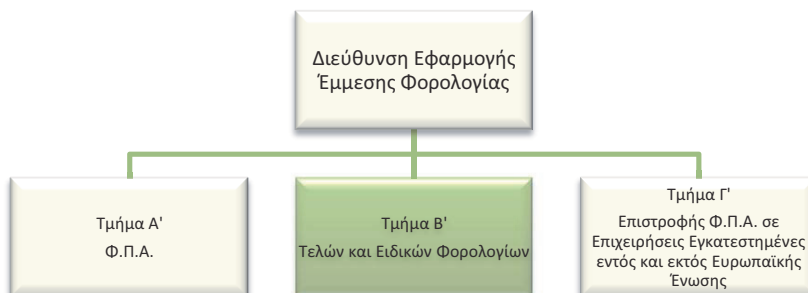 Διεύθυνση Εφαρμογής
Έμμεσης Φορολογίας
Τμήμα Α'
Φ.Π.Α.
Τμήμα Β'
Τελών και Ειδικών Φορολογίων
Τμήμα Γ'
Επιστροφής Φ.Π.Α. σε
Επιχειρήσεις Εγκατεστημένες
εντός και εκτός Ευρωπαϊκής
Ένωσης